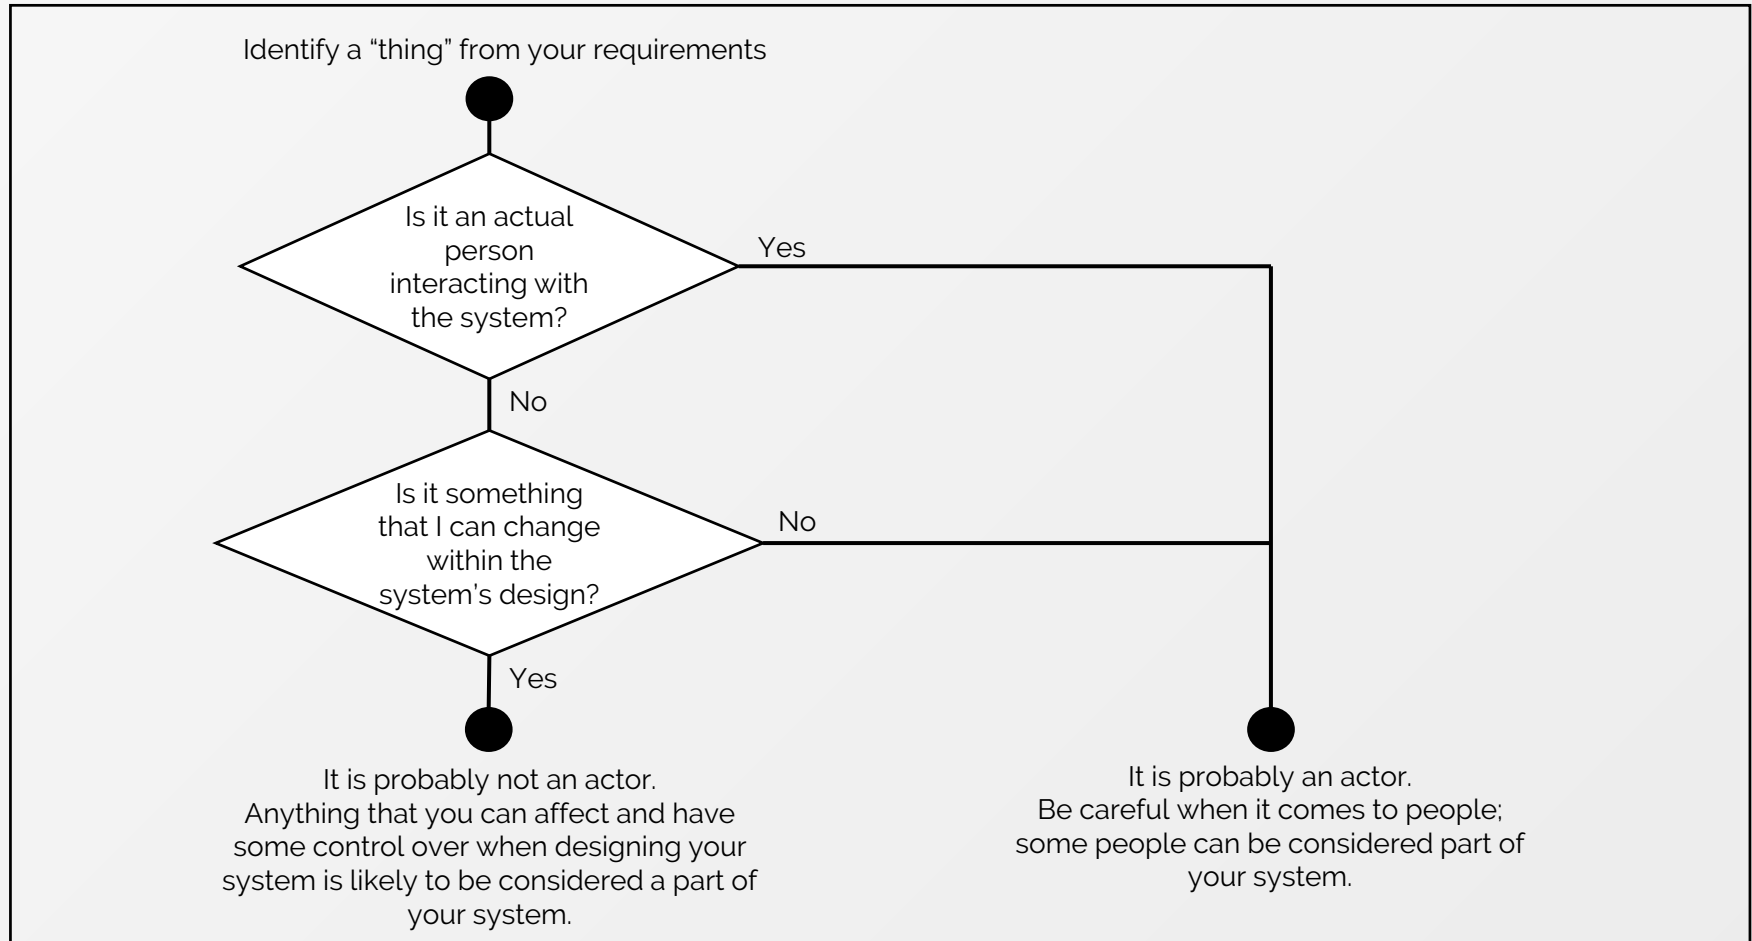 Identify a “thing” from your requirements
Is it an actual
person
interacting with
the system?
Yes
No
Is it something
that I can change
within the
system’s design?
No
Yes
It is probably not an actor.
Anything that you can affect and have
some control over when designing your
system is likely to be considered a part of
your system.
It is probably an actor.
Be careful when it comes to people;
some people can be considered part of
your system.